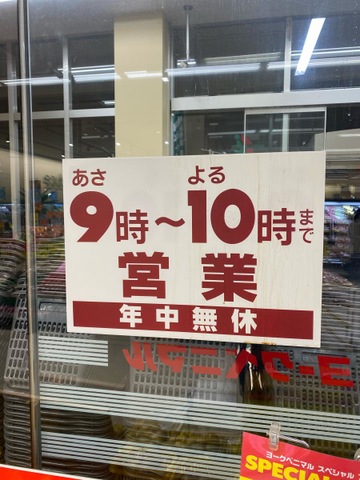 あさ よる
9時～10時まで
営業
年中無休
ヨークベニマル スペシャル
SPECIAL